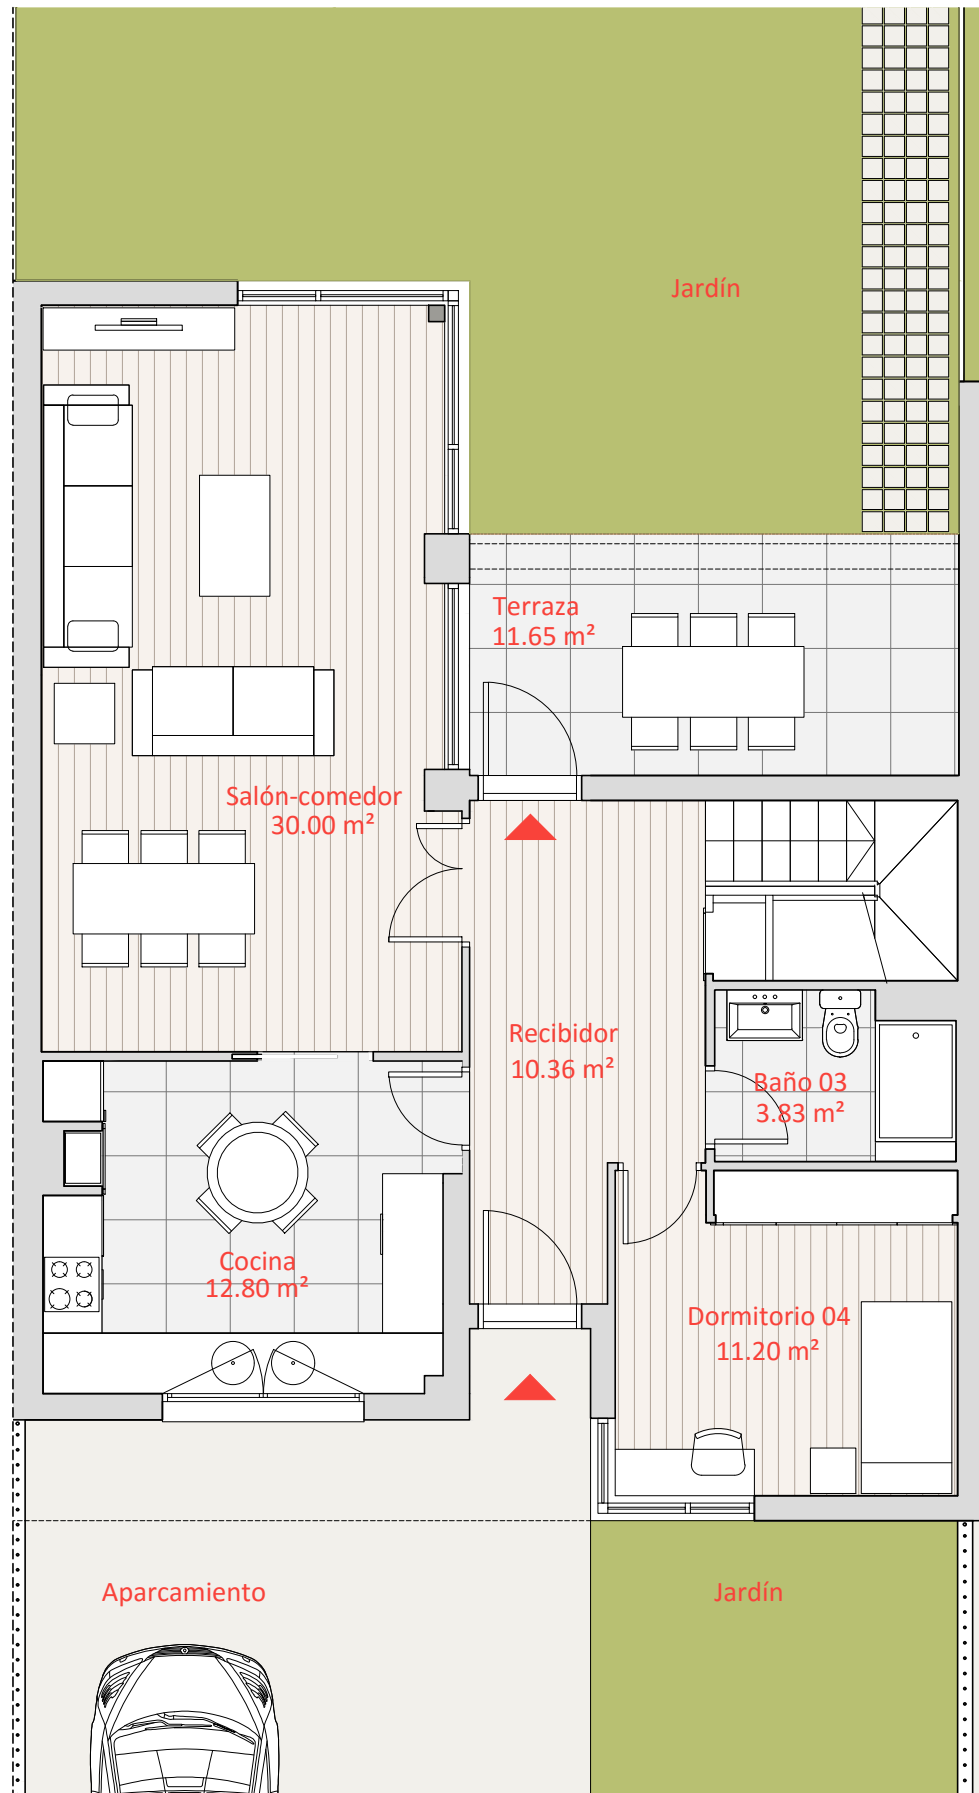 Jardín
Terraza
11.65 m²
Salón-comedor
30.00 m²
Recibidor
10.36 m²
Baño 03
3.83 m²
Cocina
12.80 m²
Dormitorio 04
11.20 m²
Aparcamiento
Jardín